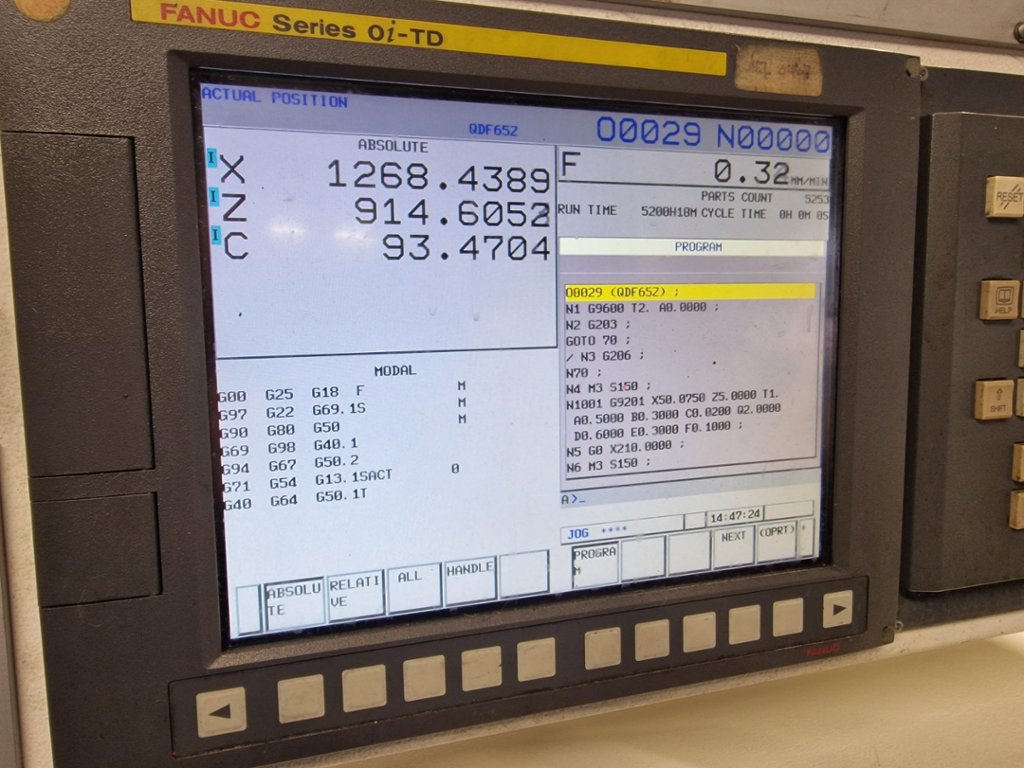 FANUC Series 0i-TD
ACTUAL POSITION
QDF65Z O0029 N00000
ABSOLUTE
I X 1268.4389
I Z 914.6052
I C 93.4704
F 0.32 MM/MIN
PARTS COUNT 5253
RUN TIME 5200H18M CYCLE TIME 0H 0M 0S
PROGRAM
O0029 (QDF65Z) ;
N1 G9600 T2. A0.0000 ;
N2 G203 ;
GOTO 70 ;
/ N3 G206 ;
N70 ;
N4 M3 S150 ;
N1001 G9201 X50.0750 Z5.0000 T1.
A0.5000 B0.3000 C0.0200 Q2.0000
D0.6000 E0.3000 F0.1000 ;
N5 G0 X210.0000 ;
N6 M3 S150 ;
MODAL
G00 G25 G18 F M
G97 G22 G69.1S M
G90 G80 G50 M
G69 G98 G40.1
G94 G67 G50.2
G71 G54 G13.1SACT 0
G40 G64 G50.1T
A>_
JOG ****
14:47:24
ABSOLUTE
RELATIVE
ALL
HANDLE
PROGRAM
NEXT
(OPRT)
+
RESET
HELP
SHIFT
FANUC